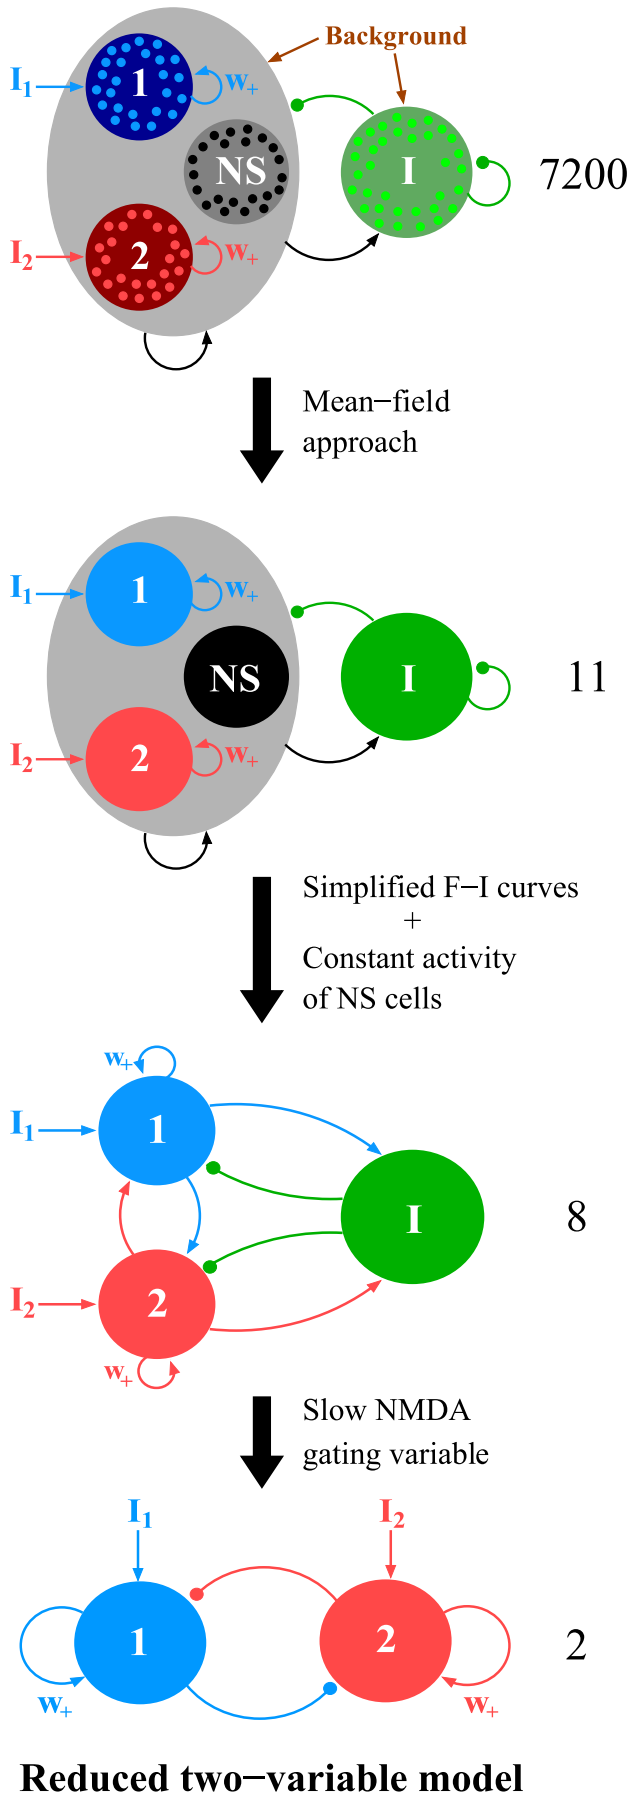 Background
I₁
1
w₊
NS
I
7200
I₂
2
w₊
Mean−field
approach
I₁
1
w₊
NS
I
11
I₂
2
w₊
Simplified F−I curves
+
Constant activity
of NS cells
w₊
I₁
1
I
8
I₂
2
w₊
Slow NMDA
gating variable
I₁
I₂
1
2
2
w₊
w₊
Reduced two−variable model